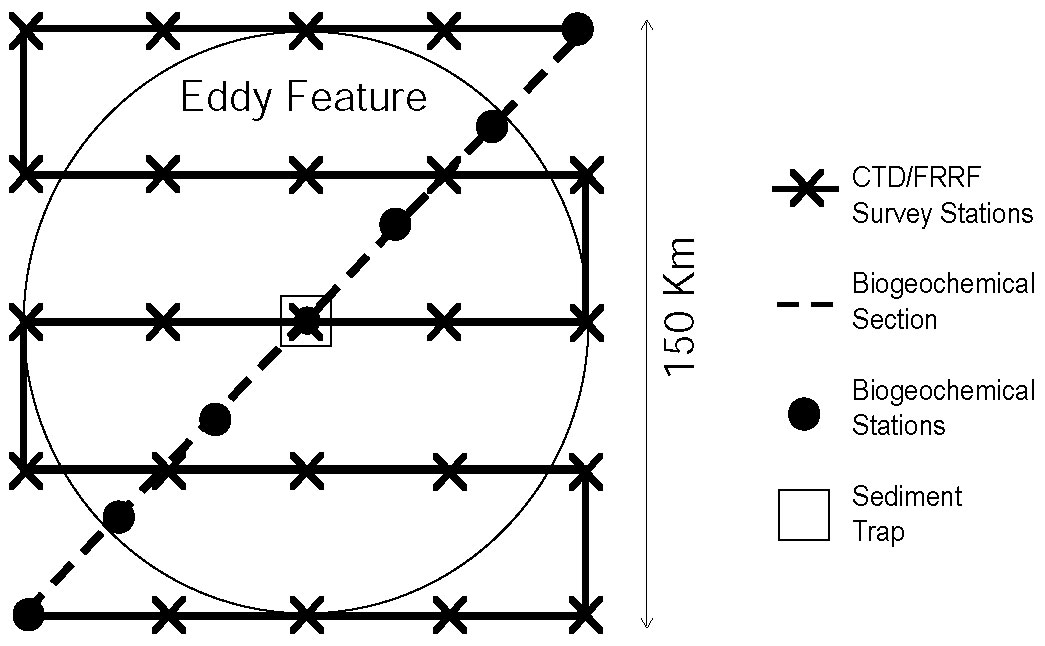 Eddy Feature
150 Km
CTD/FRRF
Survey Stations
Biogeochemical
Section
Biogeochemical
Stations
Sediment
Trap